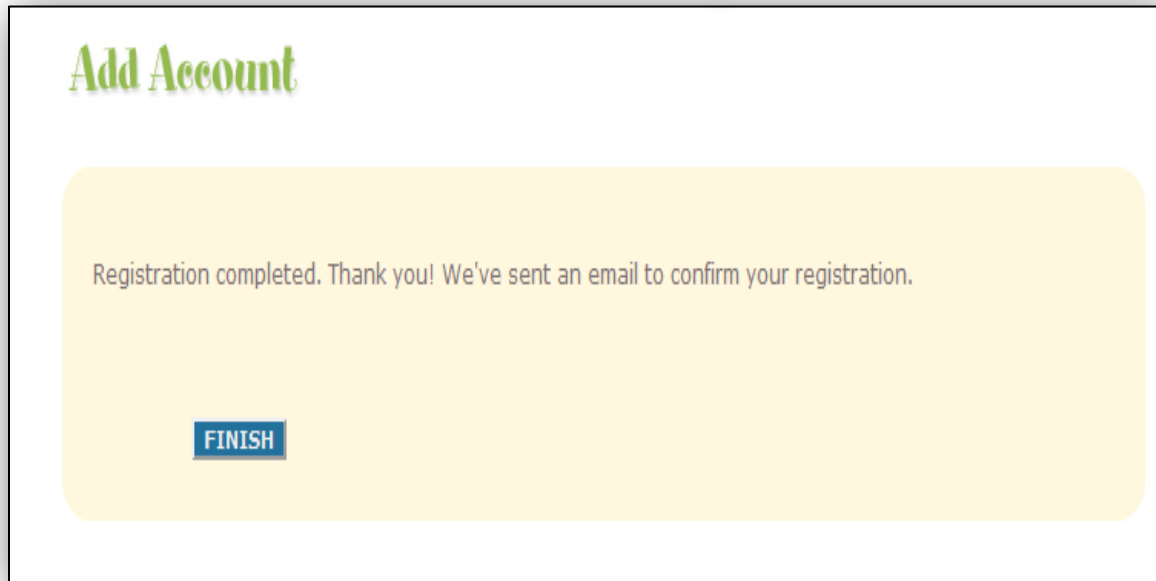 Add Account
Registration completed. Thank you! We've sent an email to confirm your registration.
FINISH